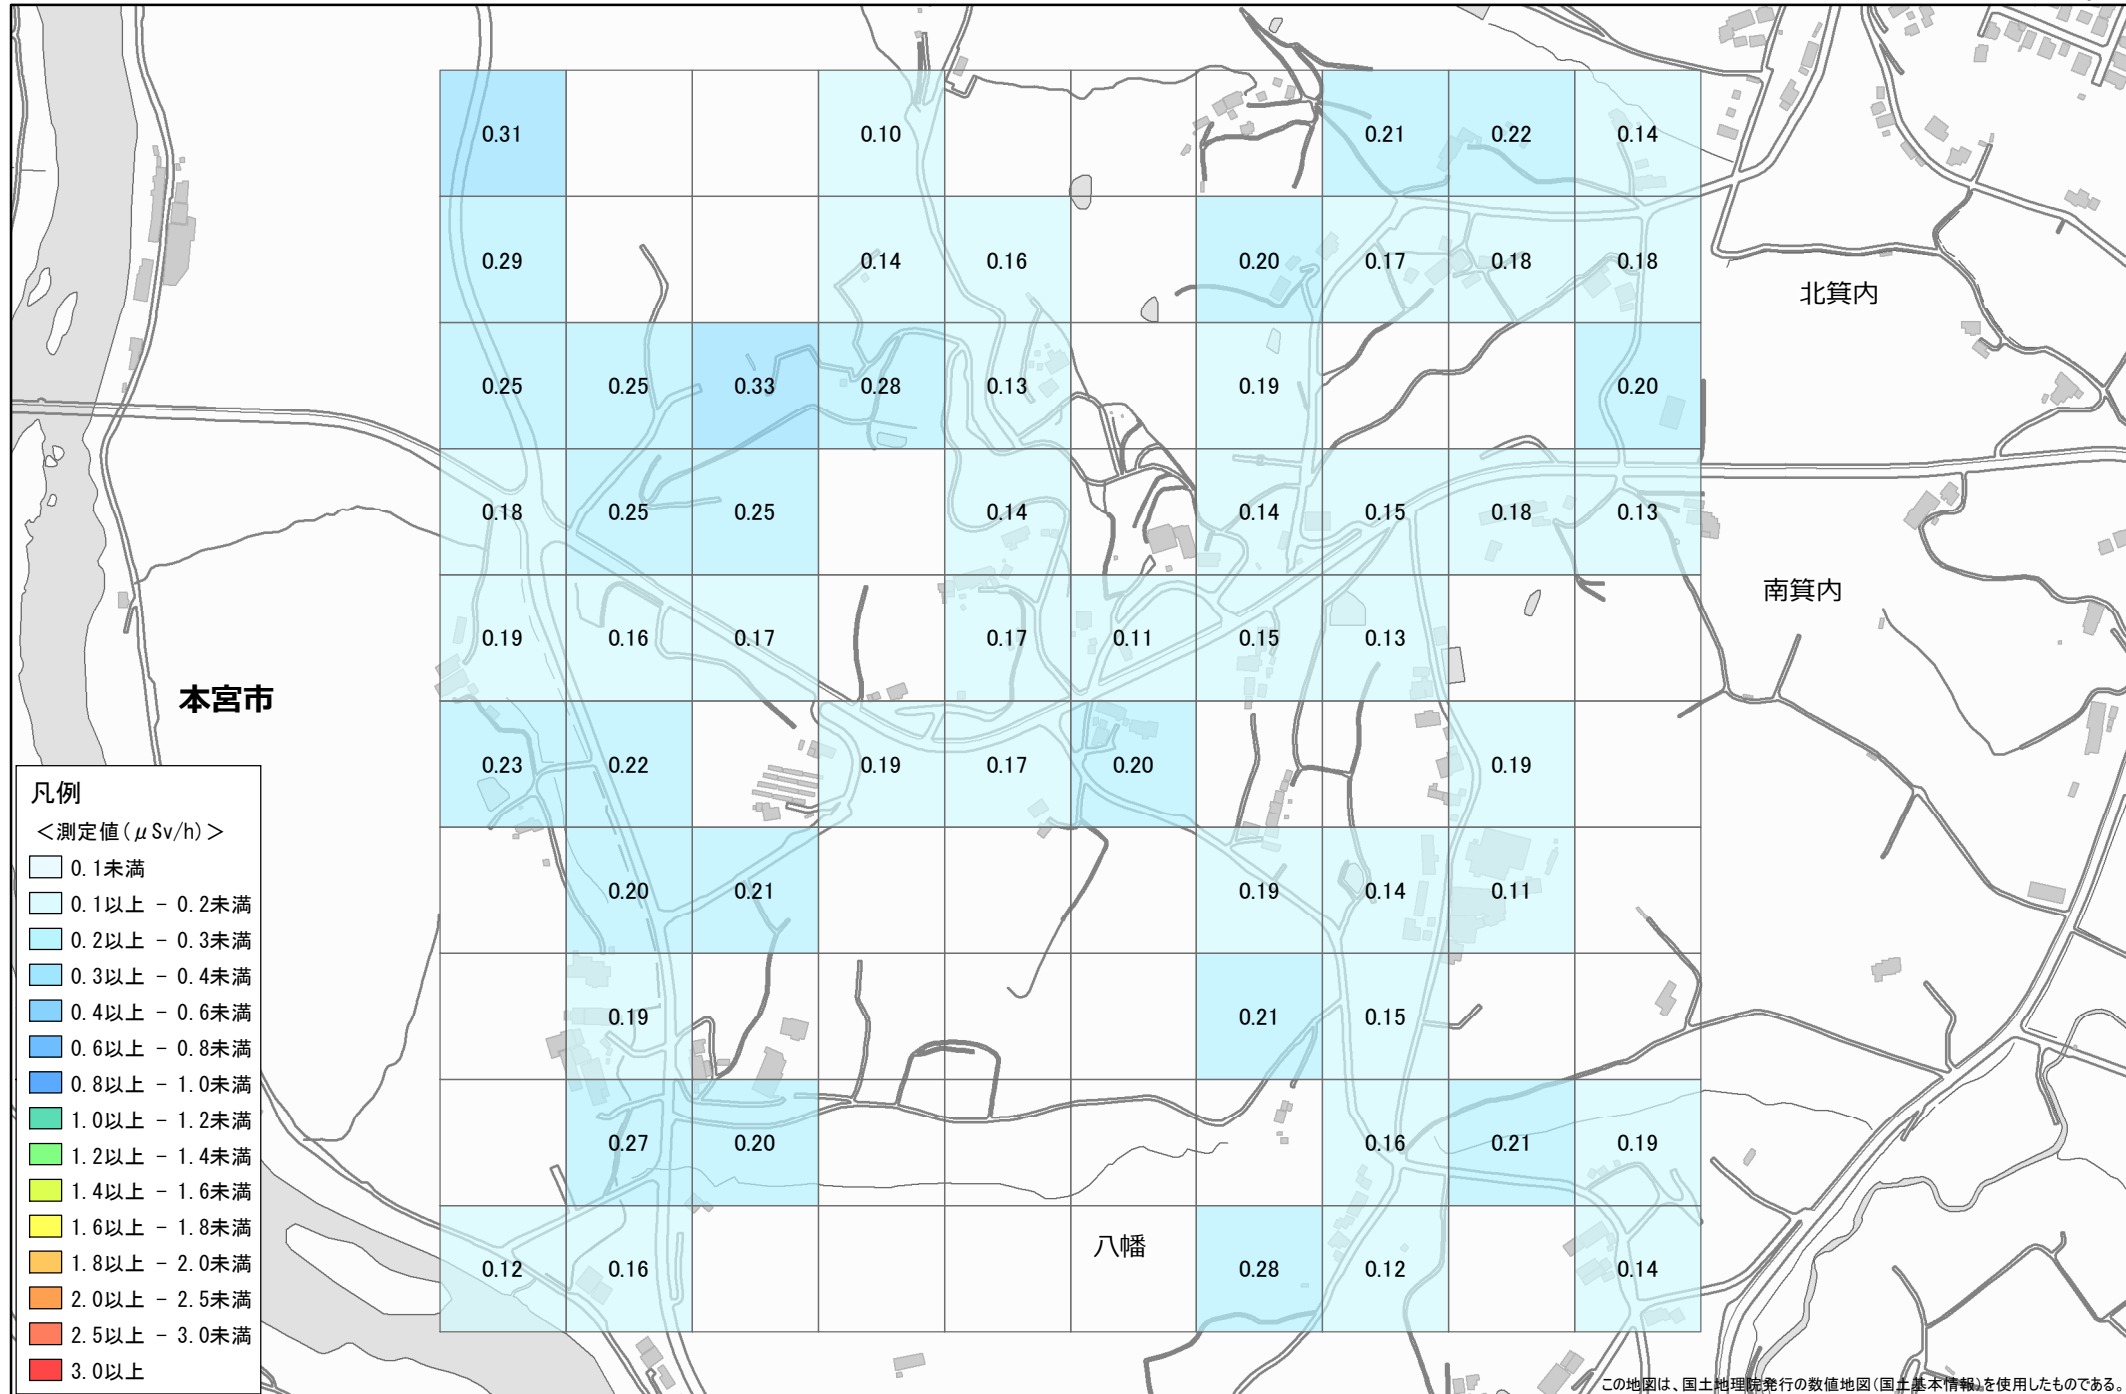 0.31 0.10 0.21 0.22 0.14
0.29 0.14 0.16 0.20 0.17 0.18 0.18
北箕内
0.25 0.25 0.33 0.28 0.13 0.19 0.20
0.18 0.25 0.25 0.14 0.14 0.15 0.18 0.13
南箕内
0.19 0.16 0.17 0.17 0.11 0.15 0.13
本宮市
0.23 0.22 0.19 0.17 0.20 0.19
0.20 0.21 0.19 0.14 0.11
0.19 0.21 0.15
0.27 0.20 0.16 0.21 0.19
八幡
0.12 0.16 0.28 0.12 0.14
凡例
＜測定値(μSv/h)＞
0.1未満
0.1以上 - 0.2未満
0.2以上 - 0.3未満
0.3以上 - 0.4未満
0.4以上 - 0.6未満
0.6以上 - 0.8未満
0.8以上 - 1.0未満
1.0以上 - 1.2未満
1.2以上 - 1.4未満
1.4以上 - 1.6未満
1.6以上 - 1.8未満
1.8以上 - 2.0未満
2.0以上 - 2.5未満
2.5以上 - 3.0未満
3.0以上
この地図は、国土地理院発行の数値地図(国土基本情報)を使用したものである。